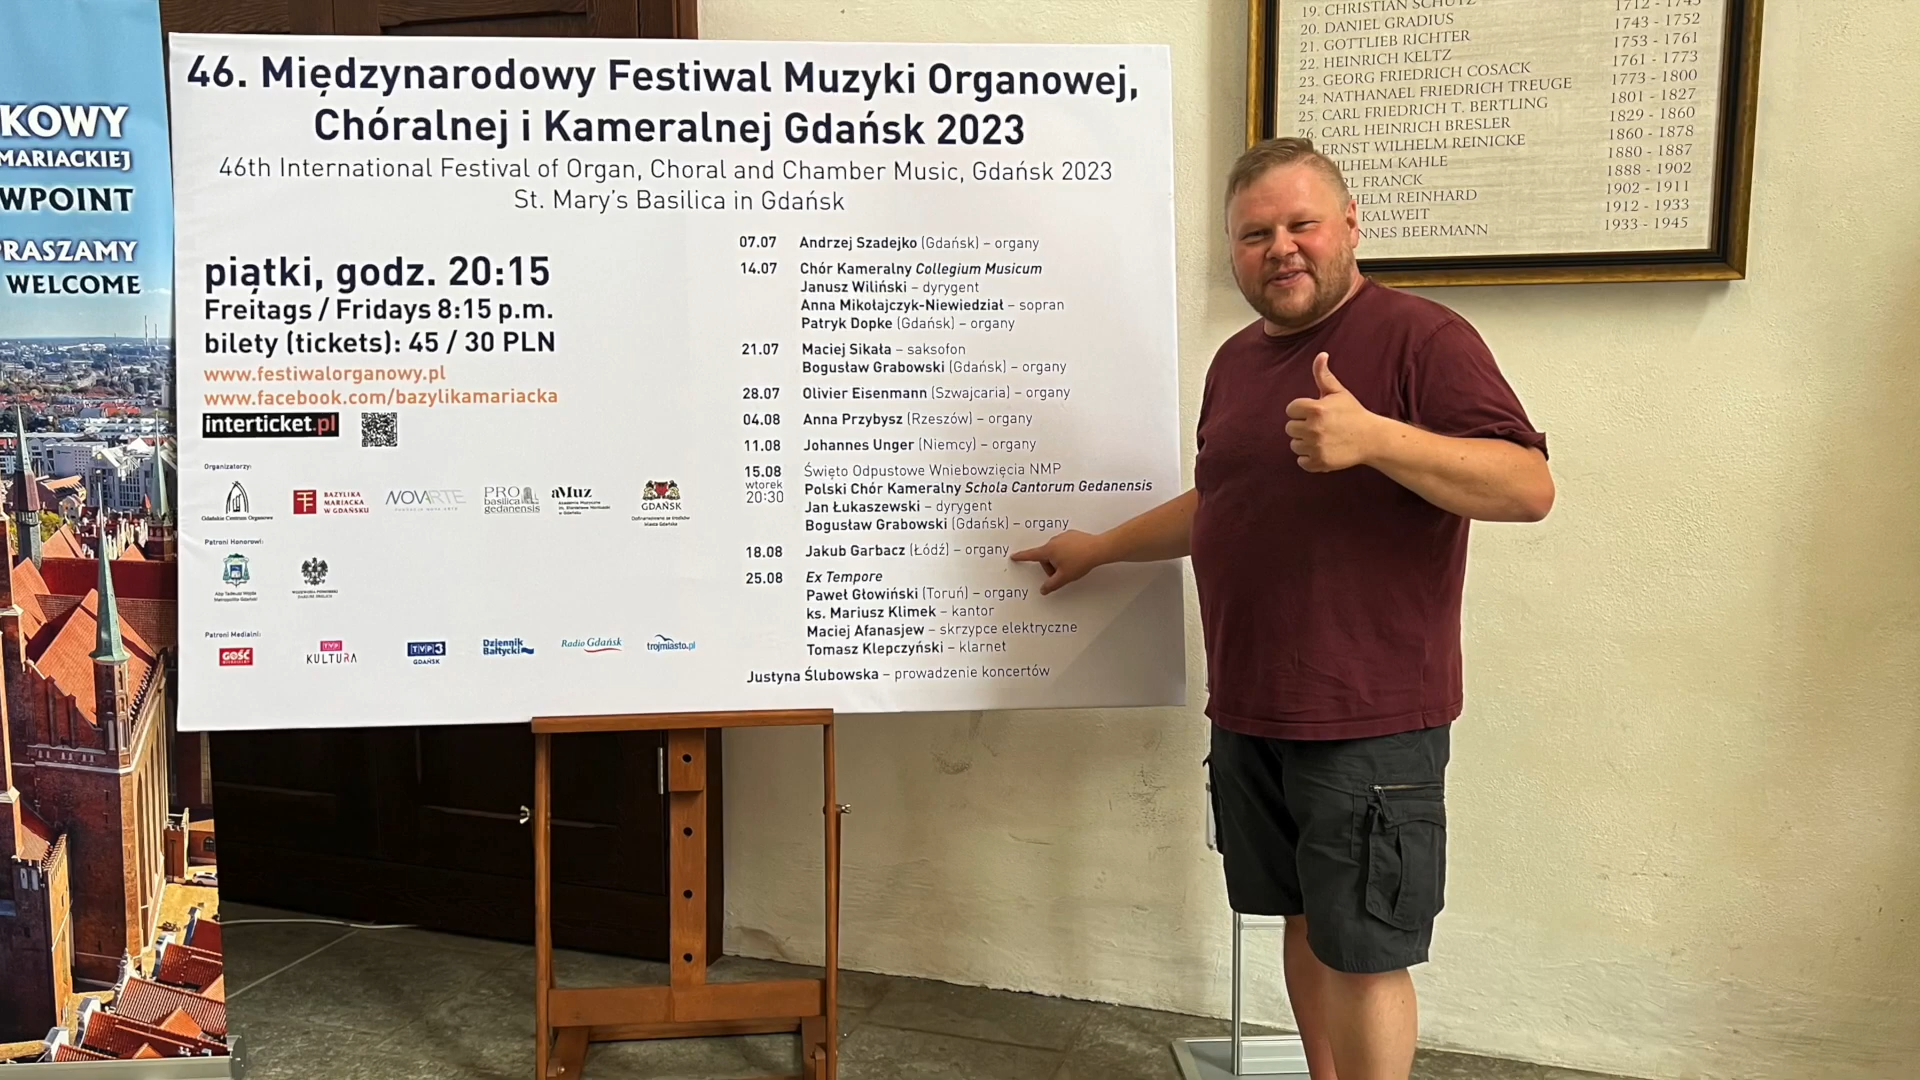 KOWY
MARIACKIEJ
WPOINT
RASZAMY
WELCOME
46. Międzynarodowy Festiwal Muzyki Organowej,
Chóralnej i Kameralnej Gdańsk 2023
46th International Festival of Organ, Choral and Chamber Music, Gdańsk 2023
St. Mary's Basilica in Gdańsk
piątki, godz. 20:15
Freitags / Fridays 8:15 p.m.
bilety (tickets): 45 / 30 PLN
www.festiwalorganowy.pl
www.facebook.com/bazylikamariacka
interticket.pl
Organizatorzy:
Gdańskie Centrum Organowe
BAZYLIKA
MARIACKA
W GDAŃSKU
NOVARTE
PRO
basilica
gedanensis
aMuz
GDAŃSK
Patroni Honorowi:
Patroni Medialni:
GOŚĆ
TVP
KULTURA
TVP3
GDAŃSK
Dziennik
Bałtycki
Radio Gdańsk
trojmiasto.pl
07.07 Andrzej Szadejko (Gdańsk) – organy
14.07 Chór Kameralny Collegium Musicum
Janusz Wiliński – dyrygent
Anna Mikołajczyk-Niewiedział – sopran
Patryk Dopke (Gdańsk) – organy
21.07 Maciej Sikała – saksofon
Bogusław Grabowski (Gdańsk) – organy
28.07 Olivier Eisenmann (Szwajcaria) – organy
04.08 Anna Przybysz (Rzeszów) – organy
11.08 Johannes Unger (Niemcy) – organy
15.08 Święto Odpustowe Wniebowzięcia NMP
wtorek Polski Chór Kameralny Schola Cantorum Gedanensis
20:30 Jan Łukaszewski – dyrygent
Bogusław Grabowski (Gdańsk) – organy
18.08 Jakub Garbacz (Łódź) – organy
25.08 Ex Tempore
Paweł Głowiński (Toruń) – organy
ks. Mariusz Klimek – kantor
Maciej Afanasjew – skrzypce elektryczne
Tomasz Klepczyński – klarnet
Justyna Ślubowska – prowadzenie koncertów
19. CHRISTIAN SCHUTZ 1712 - 1743
20. DANIEL GRADIUS 1743 - 1752
21. GOTTLIEB RICHTER 1753 - 1761
22. HEINRICH KELTZ 1761 - 1773
23. GEORG FRIEDRICH COSACK 1773 - 1800
24. NATHANAEL FRIEDRICH TREUGE 1801 - 1827
25. CARL FRIEDRICH T. BERTLING 1829 - 1860
26. CARL HEINRICH BRESLER 1860 - 1878
ERNST WILHELM REINICKE 1880 - 1887
ILHELM KAHLE 1888 - 1902
RL FRANCK 1902 - 1911
HELM REINHARD 1912 - 1933
KALWEIT 1933 - 1945
NNES BEERMANN